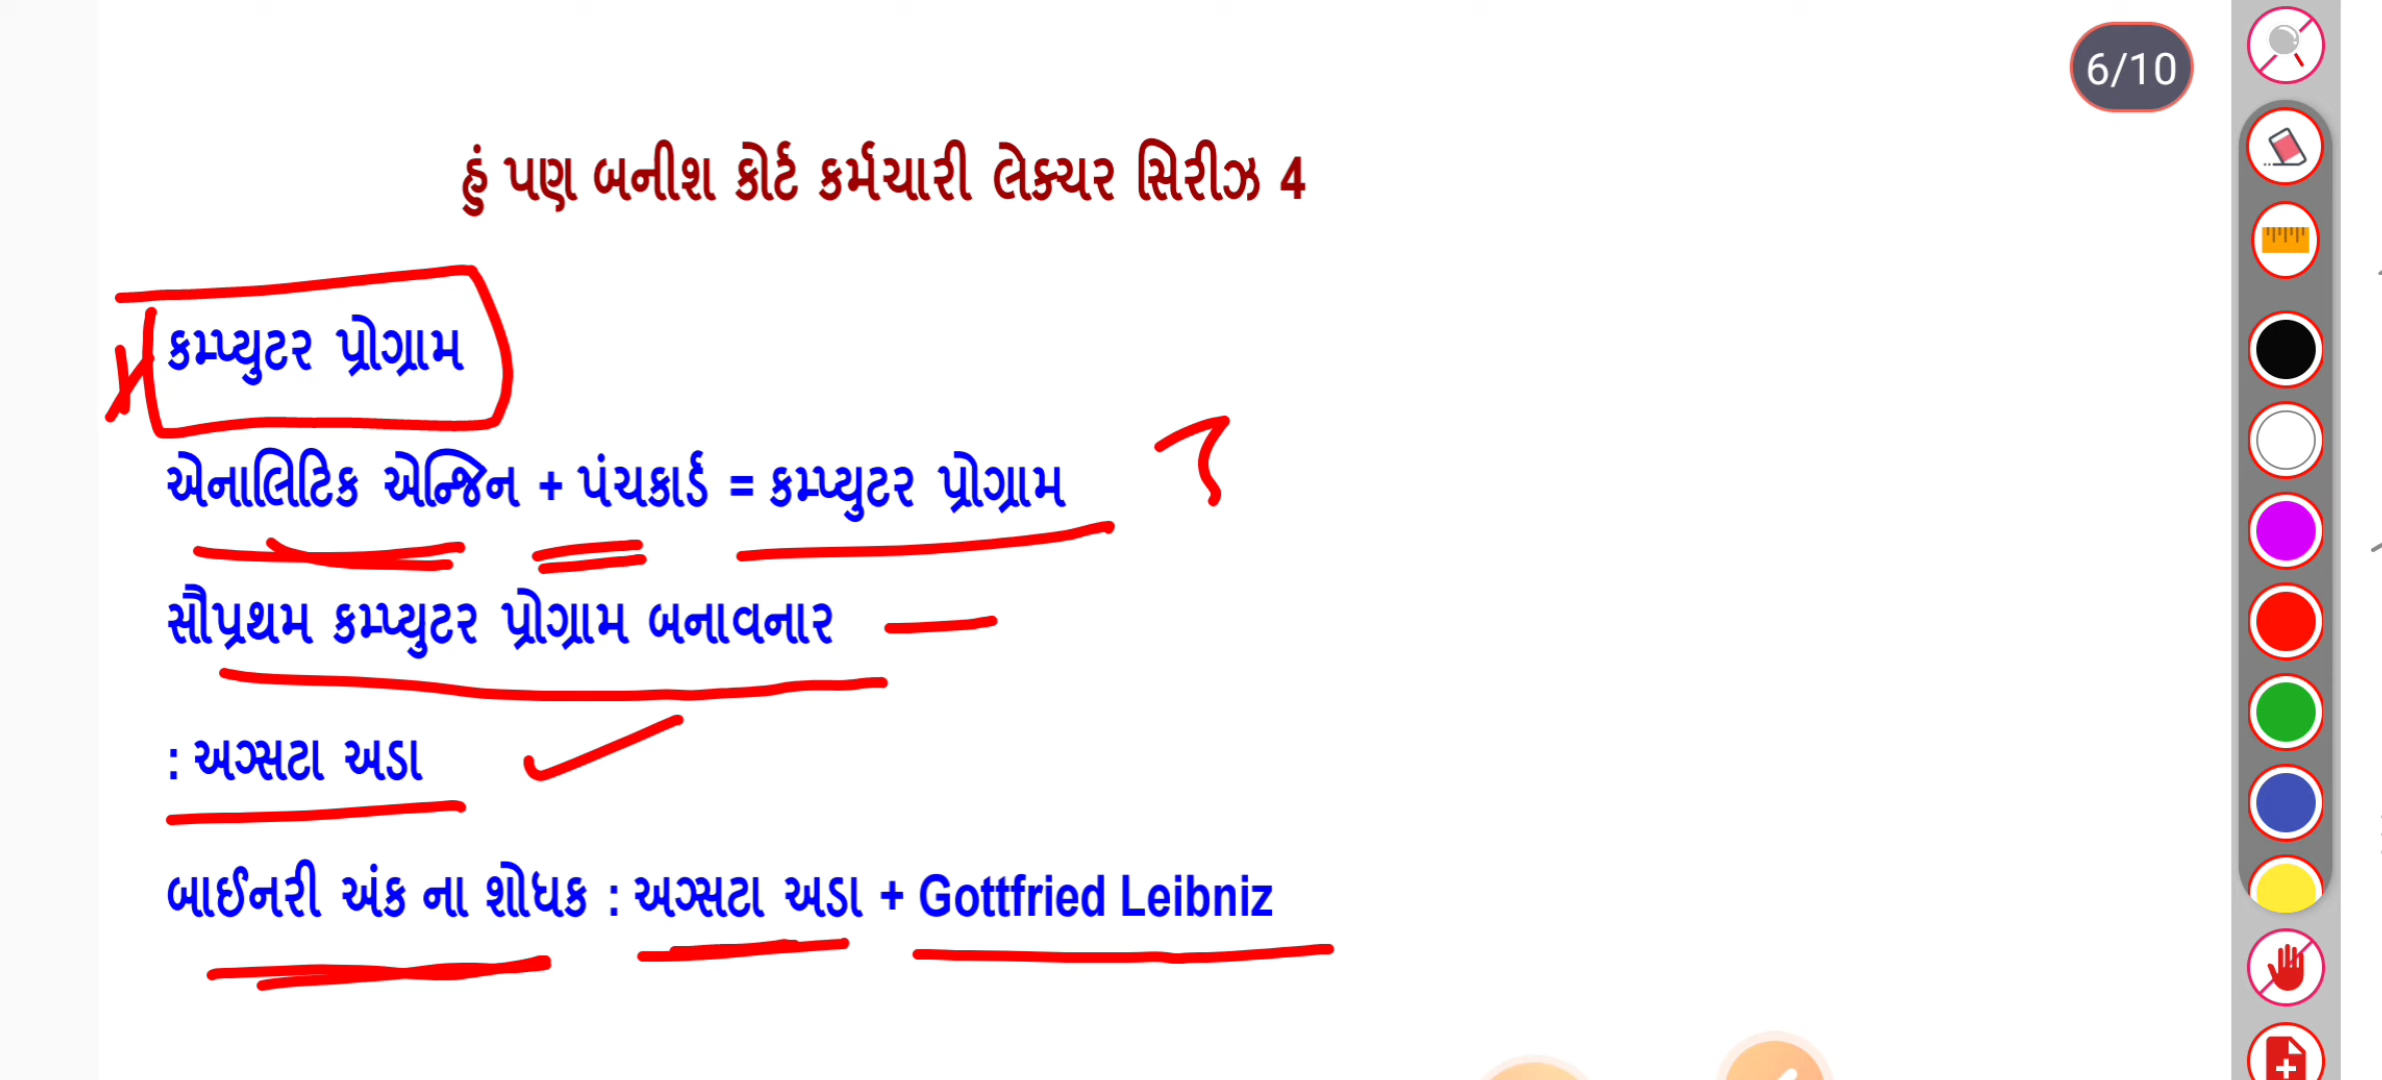 6/10
હું પણ બનીશ કોર્ટ કર્મચારી લેક્ચર સિરીઝ 4
કમ્પ્યુટર પ્રોગ્રામ
એનાલિટિક એન્જિન + પંચકાર્ડ = કમ્પ્યુટર પ્રોગ્રામ
સૌપ્રથમ કમ્પ્યુટર પ્રોગ્રામ બનાવનાર
: અગ્સટા અડા
બાઈનરી અંક ના શોધક : અગ્સટા અડા + Gottfried Leibniz